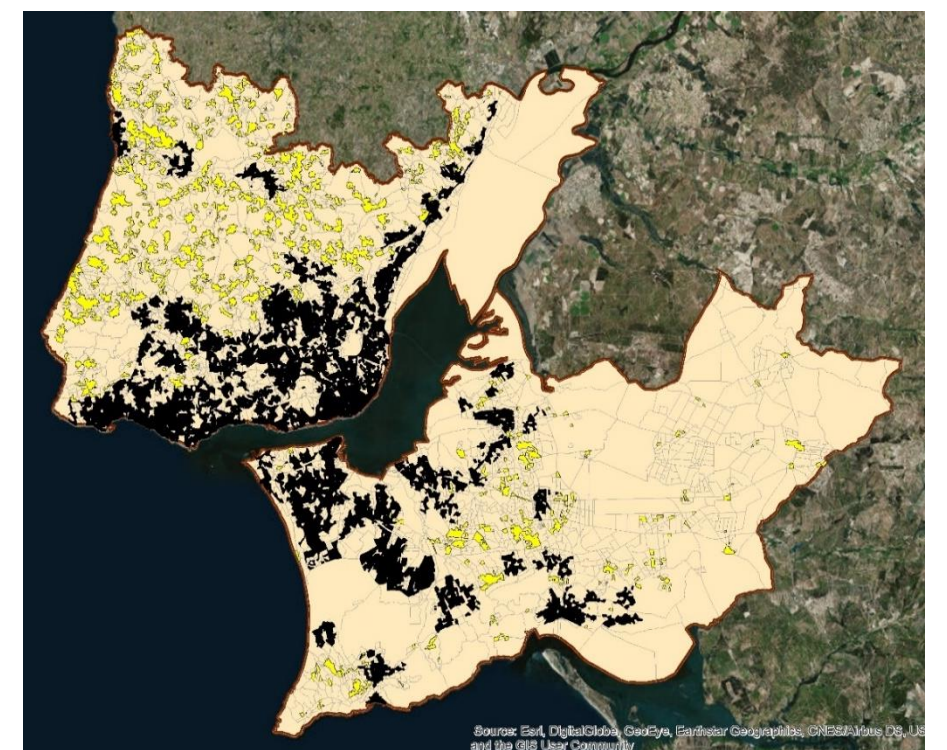 Source: Esri, DigitalGlobe, GeoEye, Earthstar Geographics, CNES/Airbus DS, US
and the GIS User Community